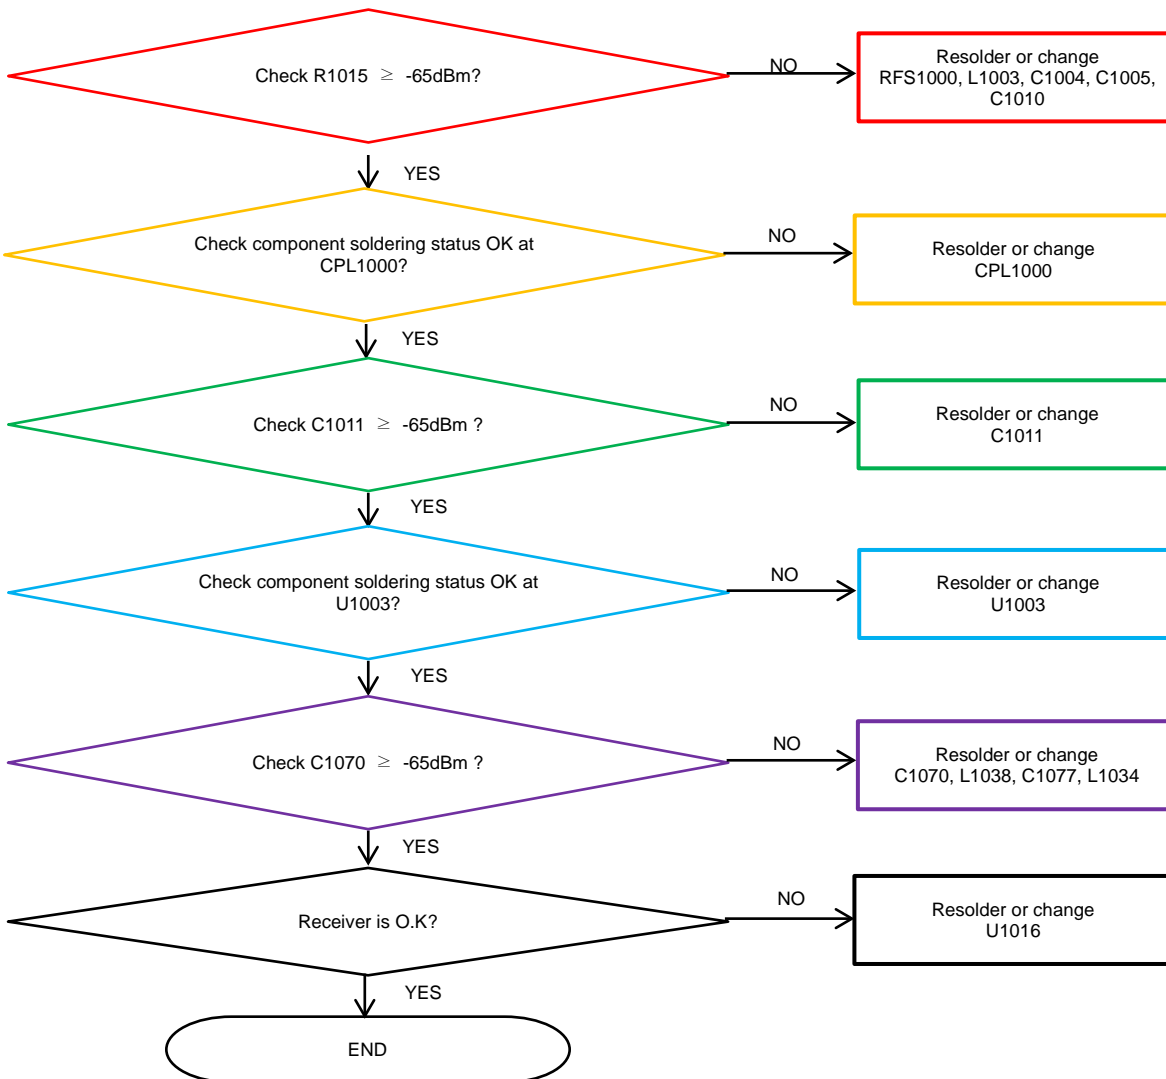 Check R1015 ≥ -65dBm?
NO
Resolder or change
RFS1000, L1003, C1004, C1005,
C1010
YES
Check component soldering status OK at
CPL1000?
NO
Resolder or change
CPL1000
YES
Check C1011 ≥ -65dBm ?
NO
Resolder or change
C1011
YES
Check component soldering status OK at
U1003?
NO
Resolder or change
U1003
YES
Check C1070 ≥ -65dBm ?
NO
Resolder or change
C1070, L1038, C1077, L1034
YES
Receiver is O.K?
NO
Resolder or change
U1016
YES
END